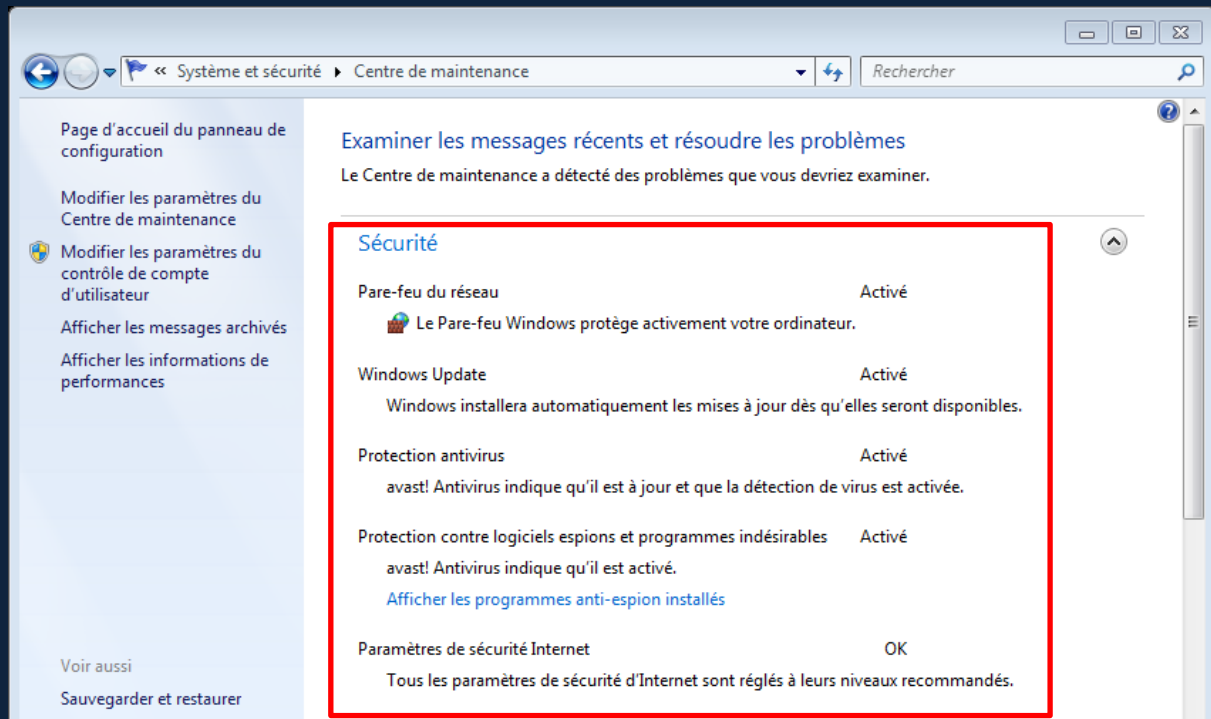 « Système et sécurité Centre de maintenance
Rechercher
Page d'accueil du panneau de
configuration
Modifier les paramètres du
Centre de maintenance
Modifier les paramètres du
contrôle de compte
d'utilisateur
Afficher les messages archivés
Afficher les informations de
performances
Voir aussi
Sauvegarder et restaurer
Examiner les messages récents et résoudre les problèmes
Le Centre de maintenance a détecté des problèmes que vous devriez examiner.
Sécurité
Pare-feu du réseau Activé
Le Pare-feu Windows protège activement votre ordinateur.
Windows Update Activé
Windows installera automatiquement les mises à jour dès qu'elles seront disponibles.
Protection antivirus Activé
avast! Antivirus indique qu'il est à jour et que la détection de virus est activée.
Protection contre logiciels espions et programmes indésirables Activé
avast! Antivirus indique qu'il est activé.
Afficher les programmes anti-espion installés
Paramètres de sécurité Internet OK
Tous les paramètres de sécurité d'Internet sont réglés à leurs niveaux recommandés.